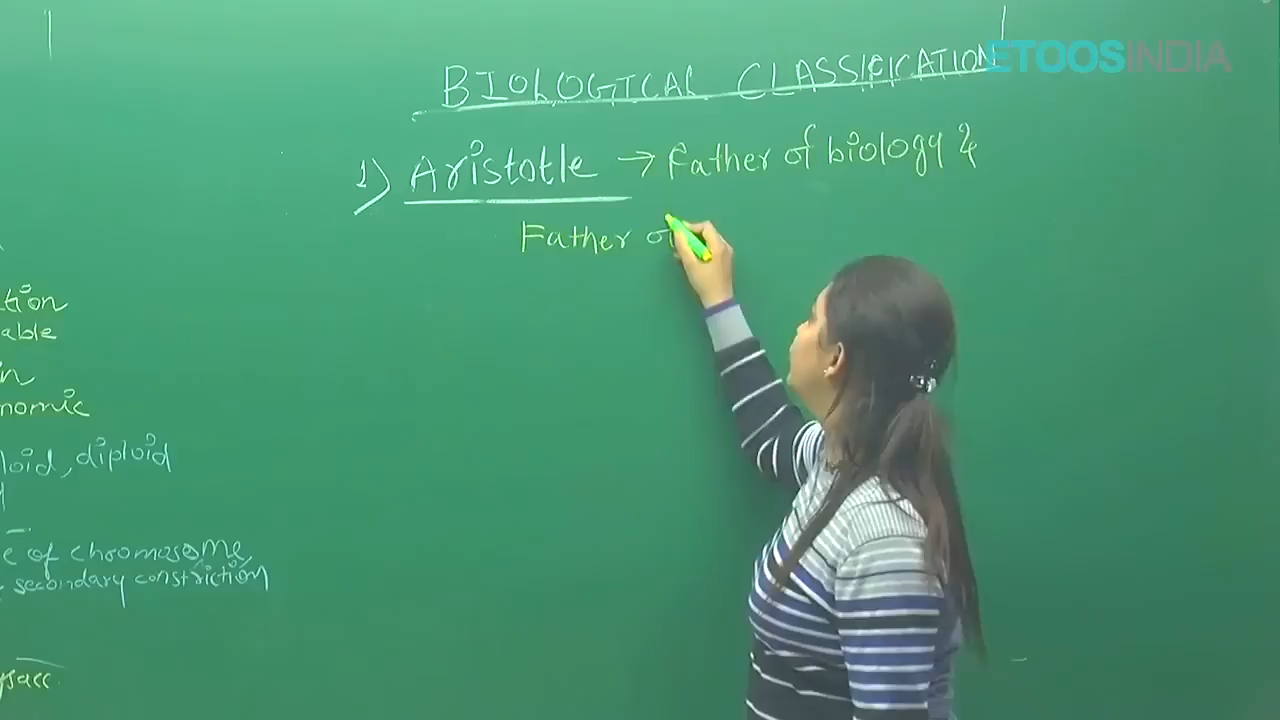 BIOLOGICAL CLASSIFICATION
ETOOSINDIA
1) Aristotle → Father of biology &
Father of
tion
able
in
nomic
loid, diploid
e of chromosome
secondary constriction